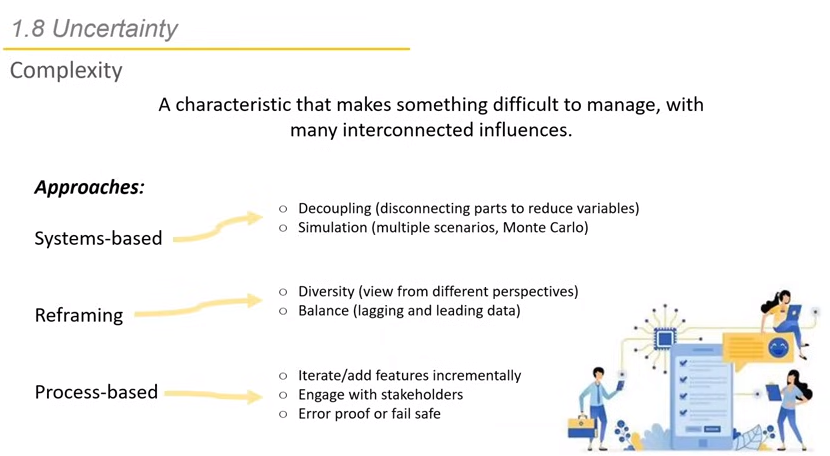 1.8 Uncertainty
Complexity
A characteristic that makes something difficult to manage, with
many interconnected influences.
Approaches:
Systems-based
○ Decoupling (disconnecting parts to reduce variables)
○ Simulation (multiple scenarios, Monte Carlo)
Reframing
○ Diversity (view from different perspectives)
○ Balance (lagging and leading data)
Process-based
○ Iterate/add features incrementally
○ Engage with stakeholders
○ Error proof or fail safe